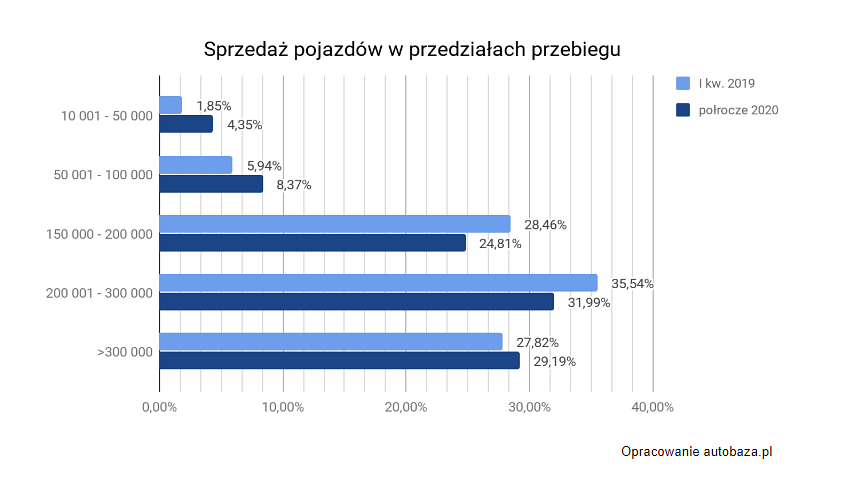 Sprzedaż pojazdów w przedziałach przebiegu
I kw. 2019
połrocze 2020
10 001 - 50 000
1,85%
4,35%
50 001 - 100 000
5,94%
8,37%
150 000 - 200 000
28,46%
24,81%
200 001 - 300 000
35,54%
31,99%
>300 000
27,82%
29,19%
0,00% 10,00% 20,00% 30,00% 40,00%
Opracowanie autobaza.pl